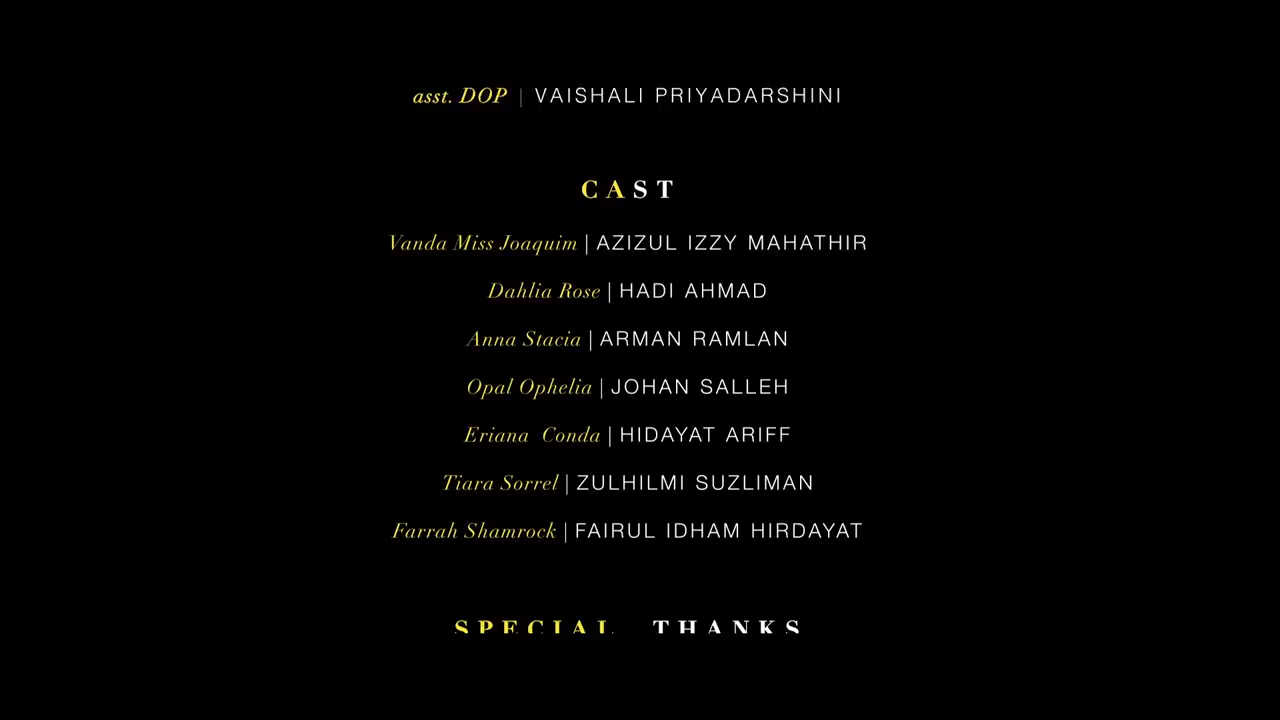 asst. DOP | VAISHALI PRIYADARSHINI
CAST
Vanda Miss Joaquim | AZIZUL IZZY MAHATHIR
Dahlia Rose | HADI AHMAD
Anna Stacia | ARMAN RAMLAN
Opal Ophelia | JOHAN SALLEH
Eriana Conda | HIDAYAT ARIFF
Tiara Sorrel | ZULHILMI SUZLIMAN
Farrah Shamrock | FAIRUL IDHAM HIRDAYAT
SPECIAL THANKS